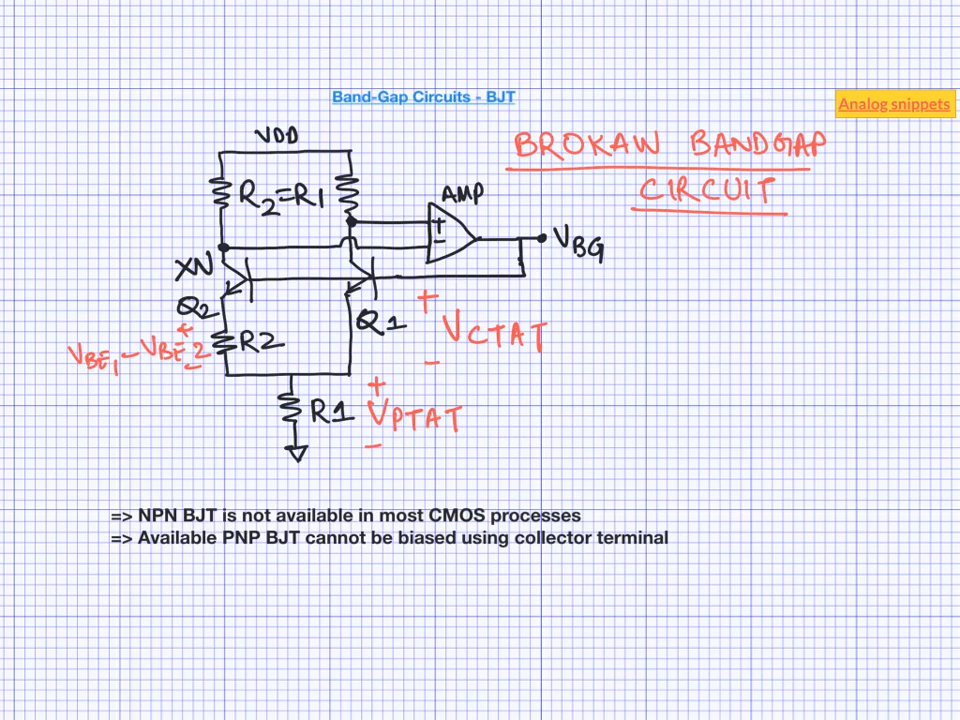 Band-Gap Circuits - BJT
Analog snippets
BROKAW BANDGAP
CIRCUIT
VDD
R2=R1
AMP
+
−
VBG
XN
Q2
Q1
+
VCTAT
−
+
VBE1 − VBE2
−
R2
+
VPTAT
−
R1
=> NPN BJT is not available in most CMOS processes
=> Available PNP BJT cannot be biased using collector terminal